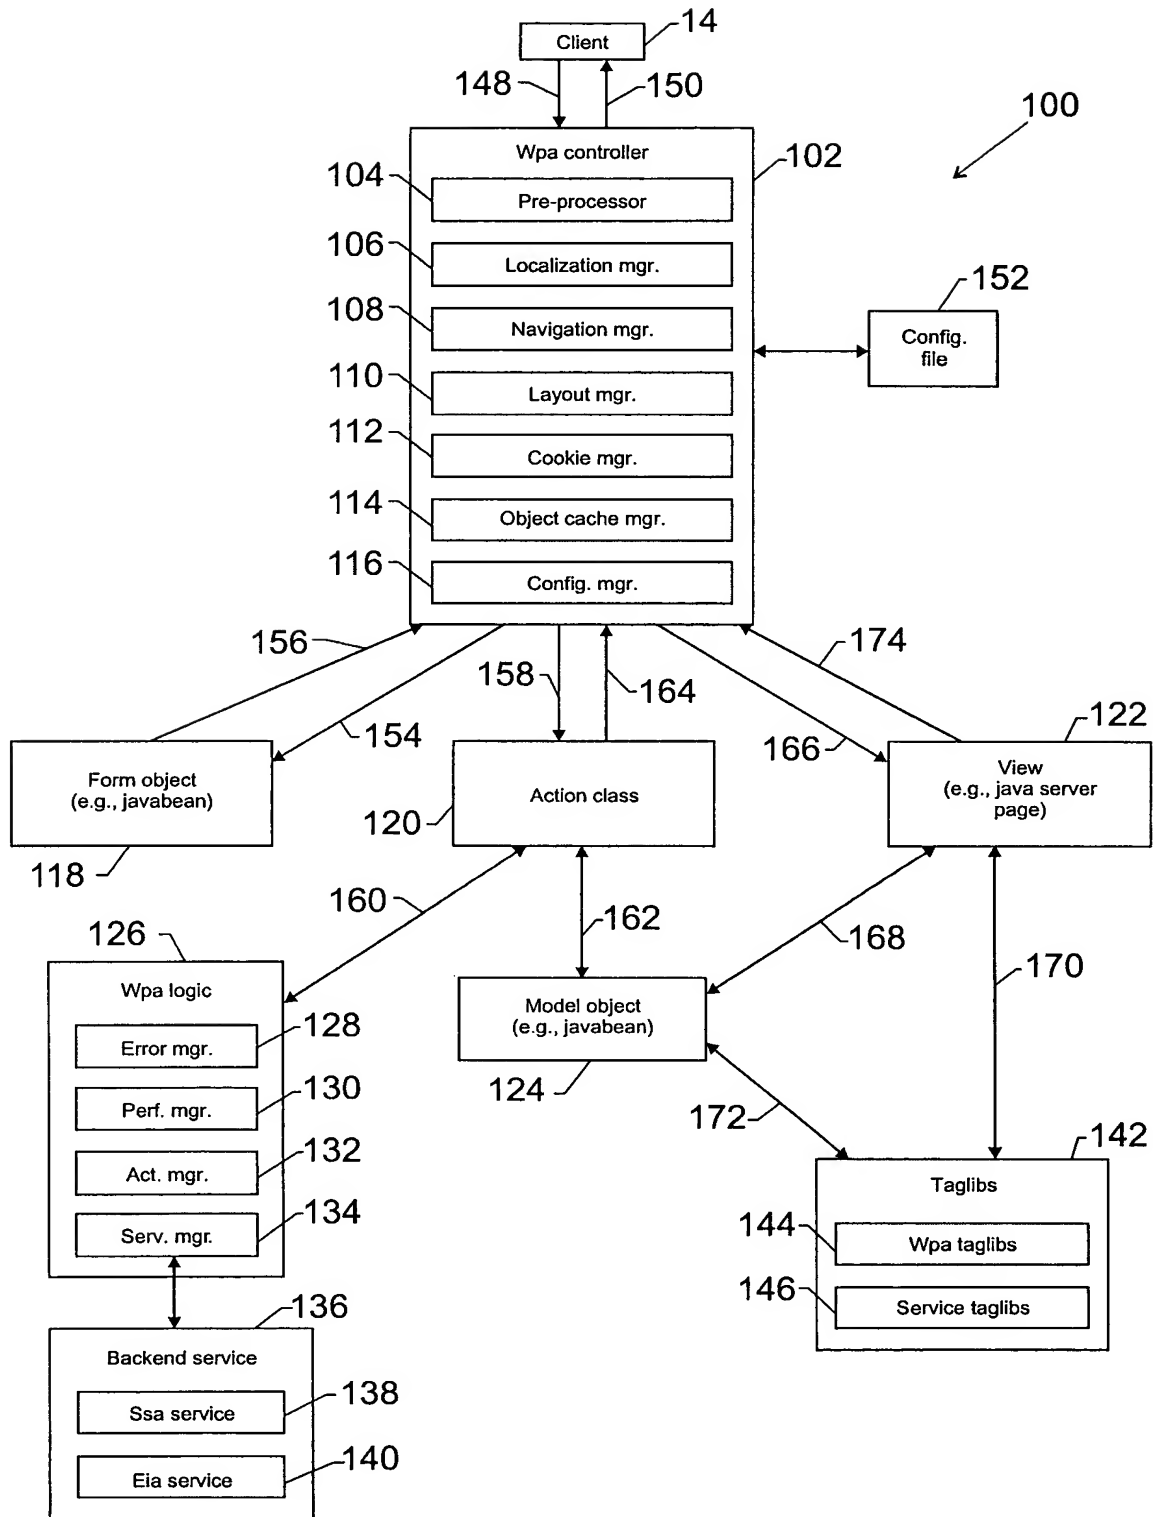 Client
14
148
150
100
Wpa controller
102
104
Pre-processor
106
Localization mgr.
152
108
Navigation mgr.
Config.
file
110
Layout mgr.
112
Cookie mgr.
114
Object cache mgr.
116
Config. mgr.
156
174
158
164
154
166
122
Form object
(e.g., javabean)
Action class
View
(e.g., java server
page)
120
118
160
162
168
126
170
Wpa logic
Model object
(e.g., javabean)
Error mgr.
128
124
Perf. mgr.
130
172
142
Act. mgr.
132
Taglibs
Serv. mgr.
134
144
Wpa taglibs
146
Service taglibs
136
Backend service
Ssa service
138
Eia service
140